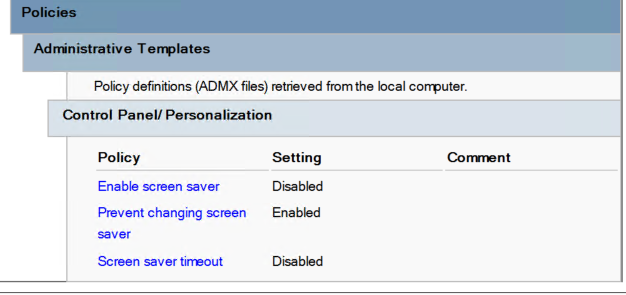 Policies
Administrative Templates
Policy definitions (ADMX files) retrieved from the local computer.
Control Panel/Personalization
Policy Setting Comment
Enable screen saver Disabled
Prevent changing screen Enabled
saver
Screen saver timeout Disabled